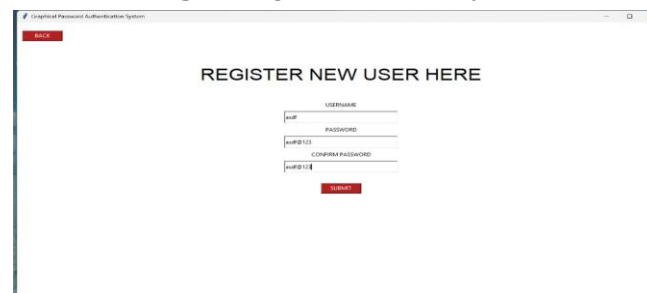 Graphical Password Authentication System
BACK
REGISTER NEW USER HERE
USERNAME
asdf
PASSWORD
asdf@123
CONFIRM PASSWORD
asdf@123
SUBMIT